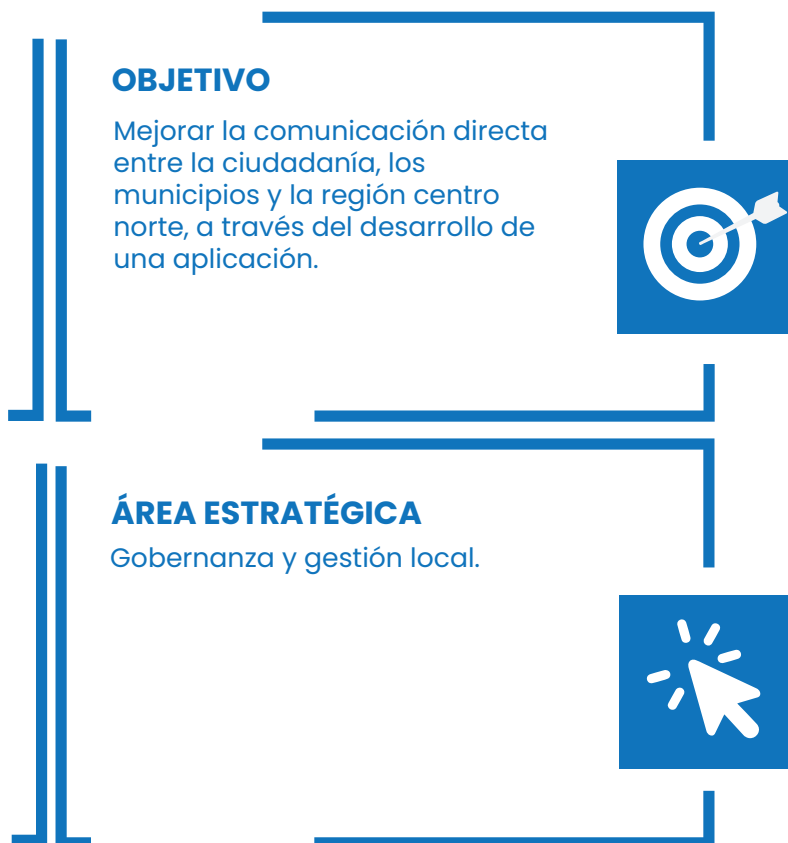 OBJETIVO
Mejorar la comunicación directa
entre la ciudadanía, los
municipios y la región centro
norte, a través del desarrollo de
una aplicación.
ÁREA ESTRATÉGICA
Gobernanza y gestión local.